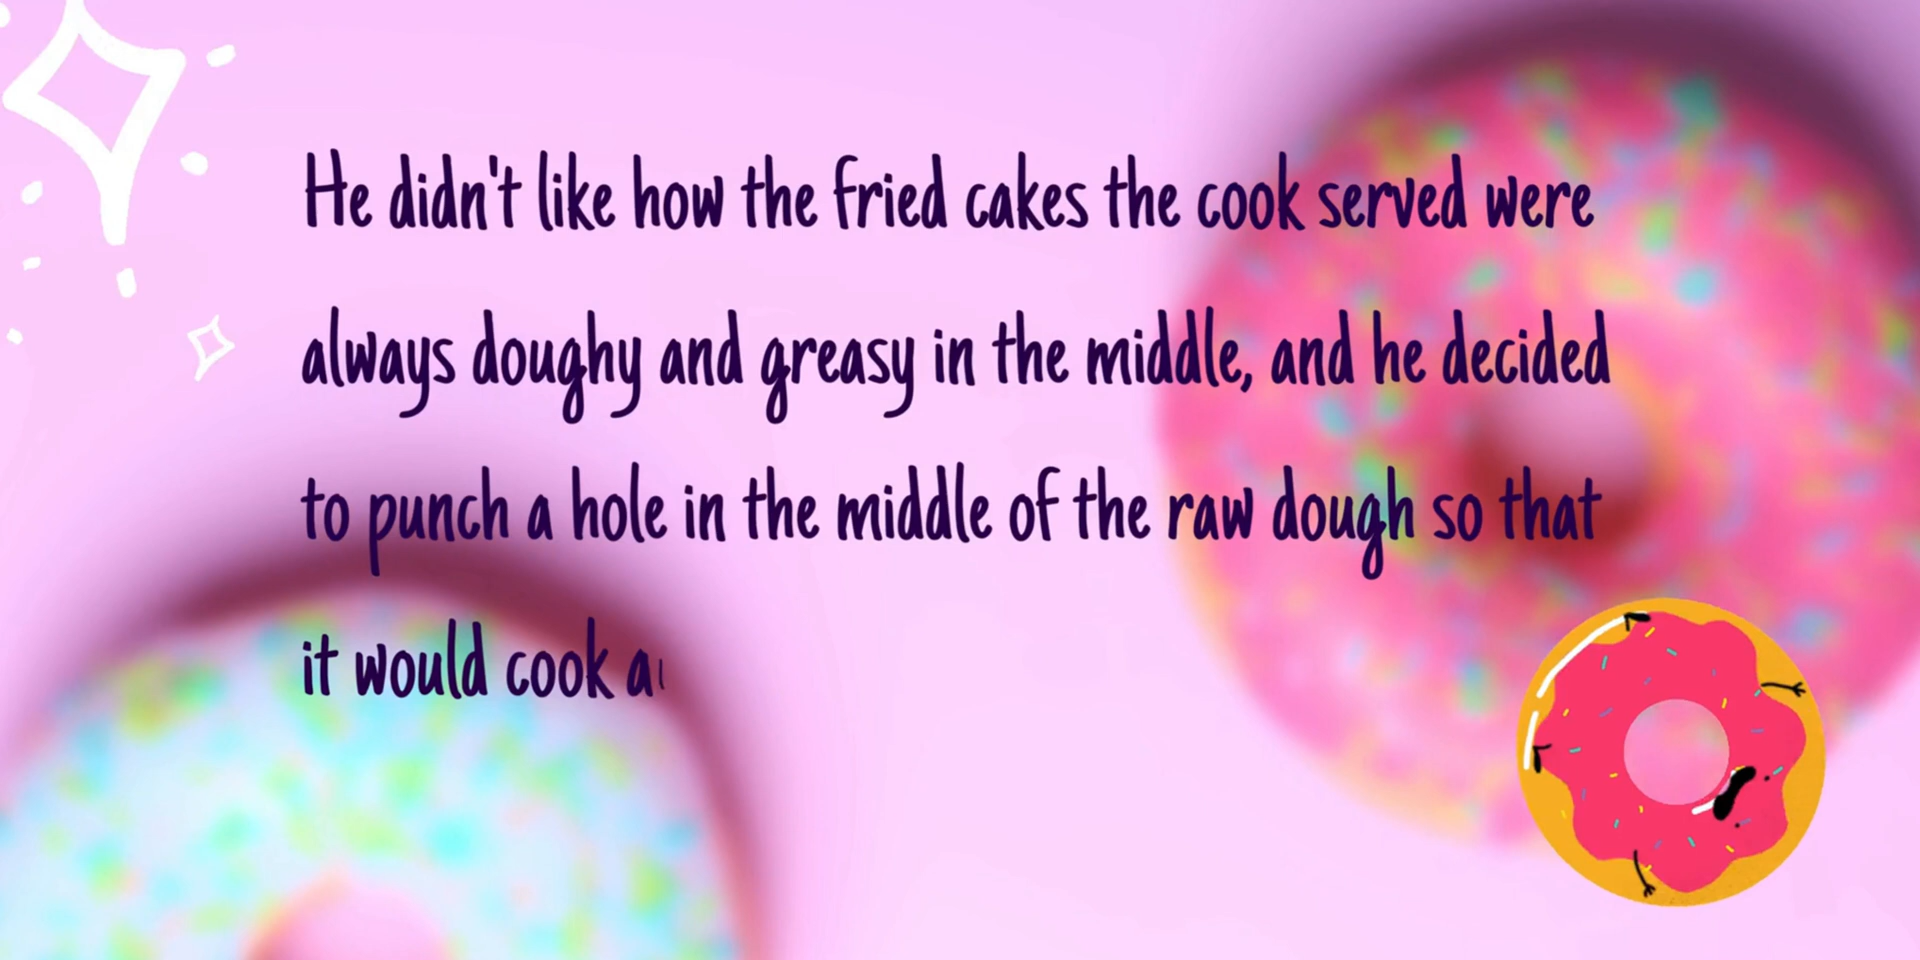 He didn't like how the fried cakes the cook served were
always doughy and greasy in the middle, and he decided
to punch a hole in the middle of the raw dough so that
it would cook a